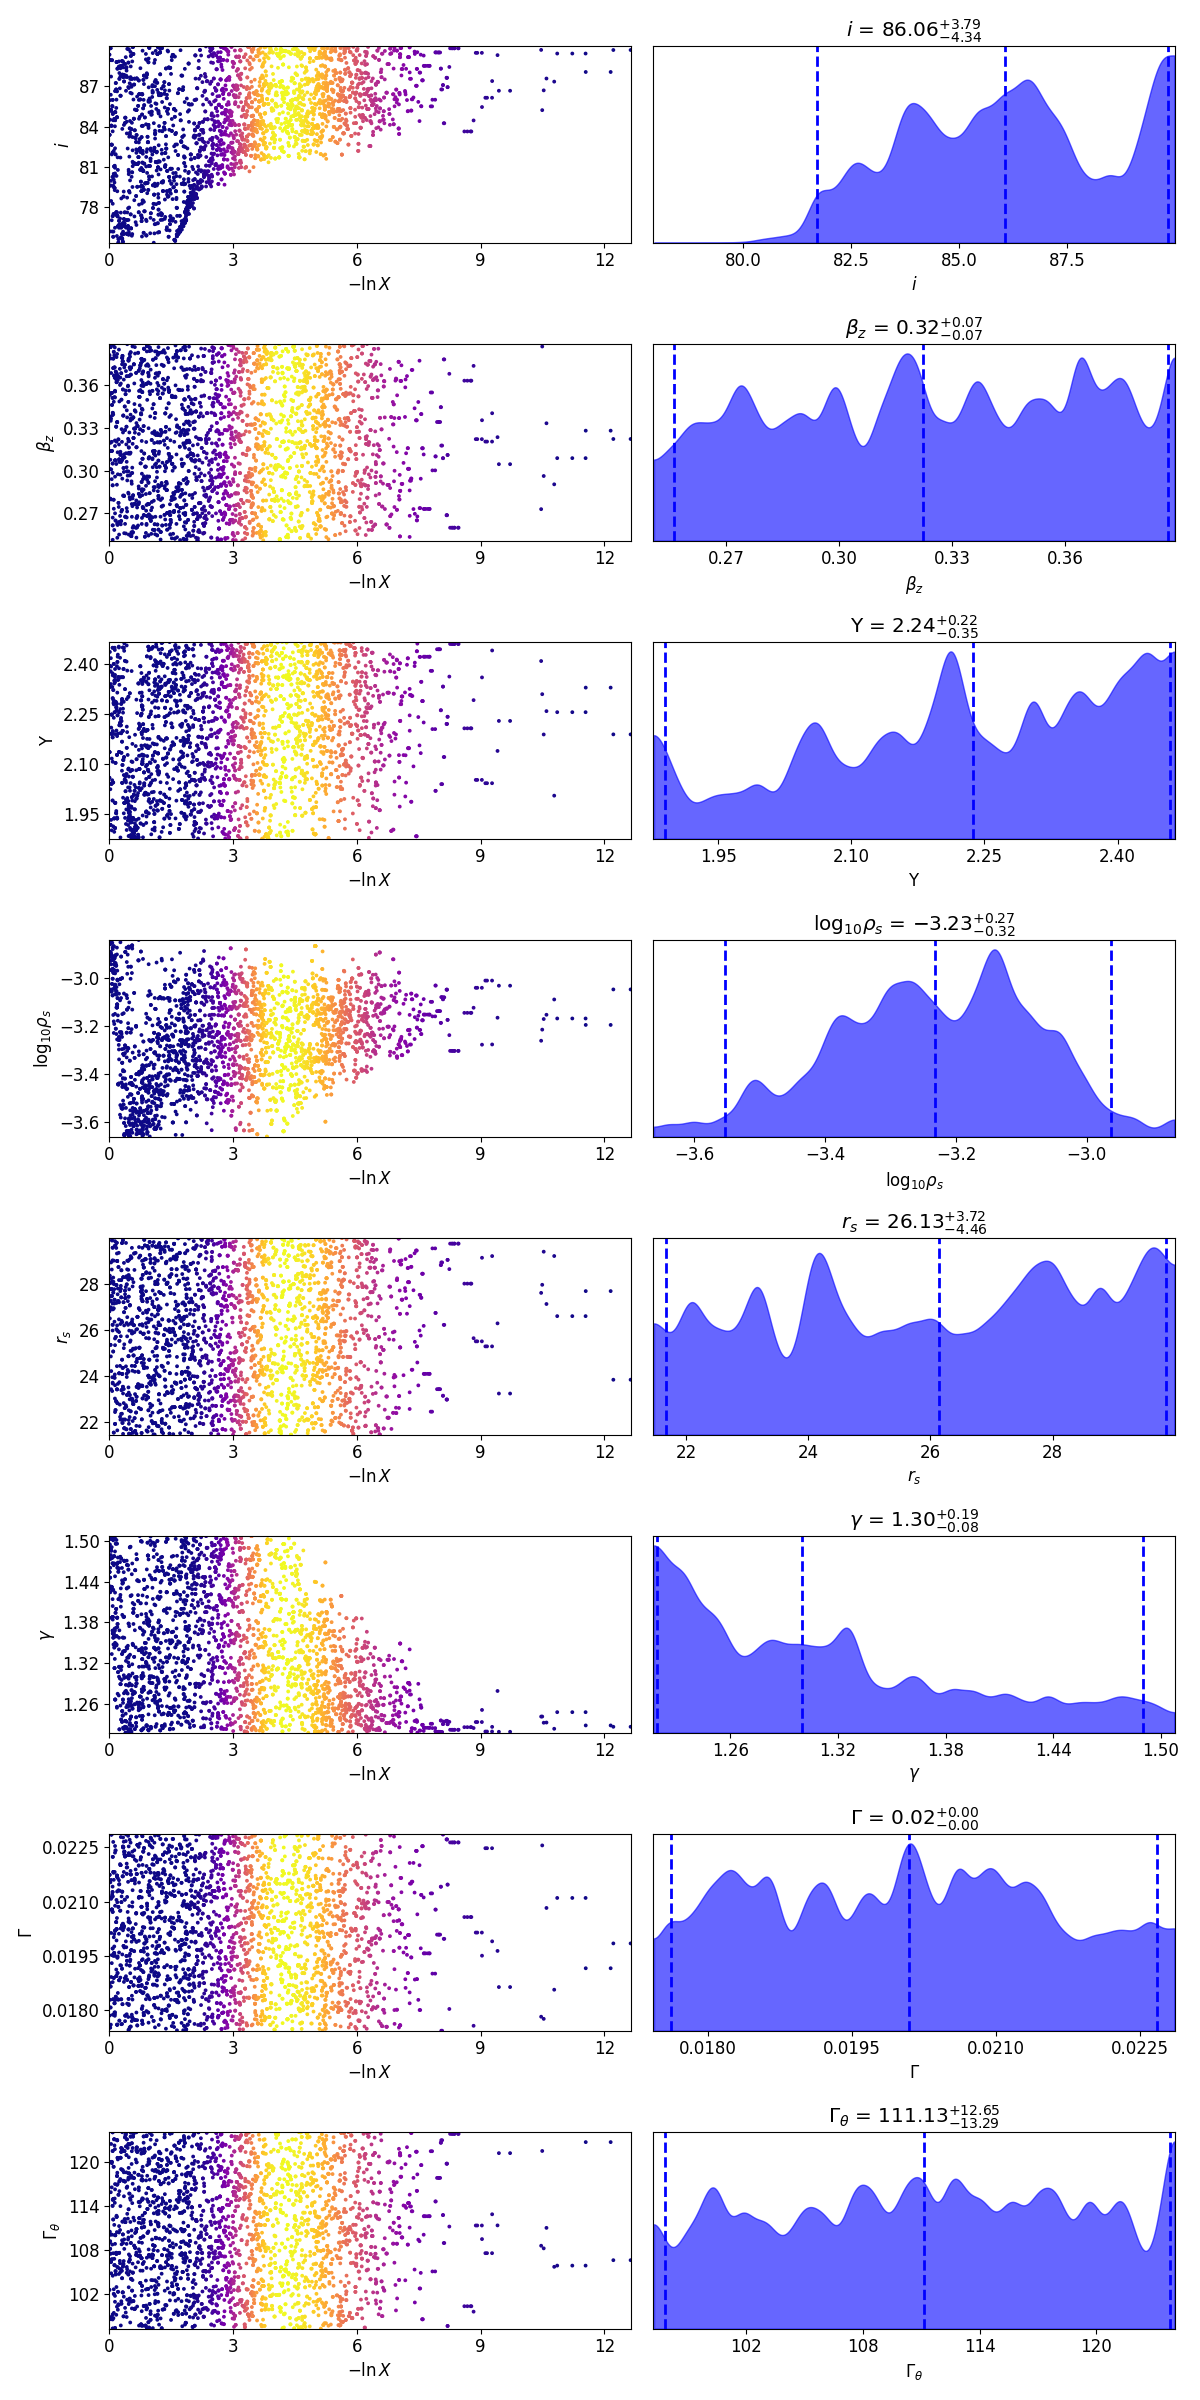 i = 86.06 +3.79 −4.34
87
84
81
78
i
0 3 6 9 12
−ln X
80.0 82.5 85.0 87.5
i
β_z = 0.32 +0.07 −0.07
0.36
0.33
0.30
0.27
β_z
0 3 6 9 12
−ln X
0.27 0.30 0.33 0.36
β_z
Y = 2.24 +0.22 −0.35
2.40
2.25
2.10
1.95
Y
0 3 6 9 12
−ln X
1.95 2.10 2.25 2.40
Y
log₁₀ρ_s = −3.23 +0.27 −0.32
−3.0
−3.2
−3.4
−3.6
log₁₀ρ_s
0 3 6 9 12
−ln X
−3.6 −3.4 −3.2 −3.0
log₁₀ρ_s
r_s = 26.13 +3.72 −4.46
28
26
24
22
r_s
0 3 6 9 12
−ln X
22 24 26 28
r_s
γ = 1.30 +0.19 −0.08
1.50
1.44
1.38
1.32
1.26
γ
0 3 6 9 12
−ln X
1.26 1.32 1.38 1.44 1.50
γ
Γ = 0.02 +0.00 −0.00
0.0225
0.0210
0.0195
0.0180
Γ
0 3 6 9 12
−ln X
0.0180 0.0195 0.0210 0.0225
Γ
Γ_θ = 111.13 +12.65 −13.29
120
114
108
102
Γ_θ
0 3 6 9 12
−ln X
102 108 114 120
Γ_θ